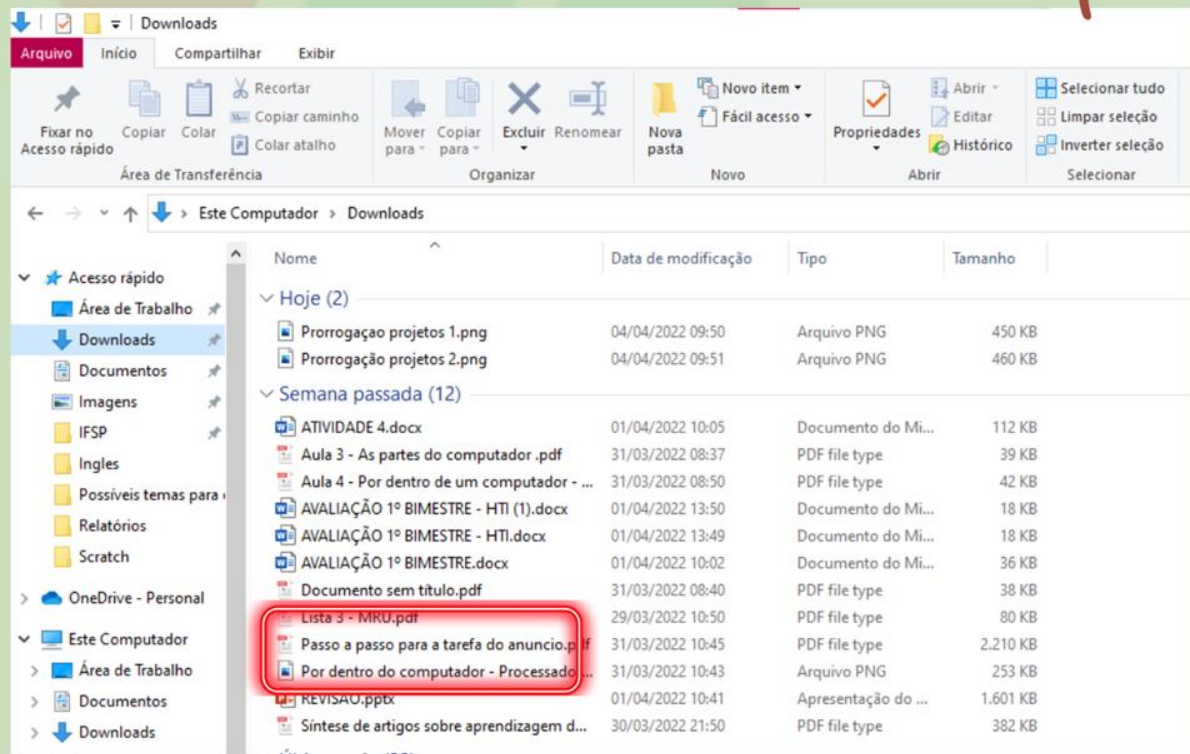 Downloads
Arquivo Início Compartilhar Exibir
Fixar no Acesso rápido
Copiar
Colar
Recortar
Copiar caminho
Colar atalho
Área de Transferência
Mover para
Copiar para
Excluir
Renomear
Organizar
Nova pasta
Novo item
Fácil acesso
Novo
Propriedades
Abrir
Editar
Histórico
Abrir
Selecionar tudo
Limpar seleção
Inverter seleção
Selecionar
Este Computador > Downloads
Acesso rápido
Área de Trabalho
Downloads
Documentos
Imagens
IFSP
Ingles
Possíveis temas para
Relatórios
Scratch
OneDrive - Personal
Este Computador
Área de Trabalho
Documentos
Downloads
Nome Data de modificação Tipo Tamanho
Hoje (2)
Prorrogaçao projetos 1.png 04/04/2022 09:50 Arquivo PNG 450 KB
Prorrogação projetos 2.png 04/04/2022 09:51 Arquivo PNG 460 KB
Semana passada (12)
ATIVIDADE 4.docx 01/04/2022 10:05 Documento do Mi... 112 KB
Aula 3 - As partes do computador .pdf 31/03/2022 08:37 PDF file type 39 KB
Aula 4 - Por dentro de um computador - ... 31/03/2022 08:50 PDF file type 42 KB
AVALIAÇÃO 1º BIMESTRE - HTI (1).docx 01/04/2022 13:50 Documento do Mi... 18 KB
AVALIAÇÃO 1º BIMESTRE - HTI.docx 01/04/2022 13:49 Documento do Mi... 18 KB
AVALIAÇÃO 1º BIMESTRE.docx 01/04/2022 10:02 Documento do Mi... 36 KB
Documento sem título.pdf 31/03/2022 08:40 PDF file type 38 KB
Lista 3 - MRU.pdf 29/03/2022 10:50 PDF file type 80 KB
Passo a passo para a tarefa do anuncio.pdf 31/03/2022 10:45 PDF file type 2.210 KB
Por dentro do computador - Processado... 31/03/2022 10:43 Arquivo PNG 253 KB
REVISÃO.pptx 01/04/2022 10:41 Apresentação do ... 1.601 KB
Síntese de artigos sobre aprendizagem d... 30/03/2022 21:50 PDF file type 382 KB